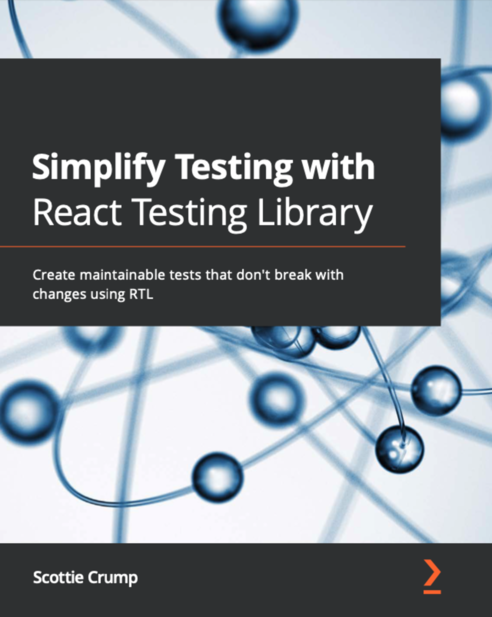 Simplify Testing with
React Testing Library
Create maintainable tests that don't break with
changes using RTL
Scottie Crump